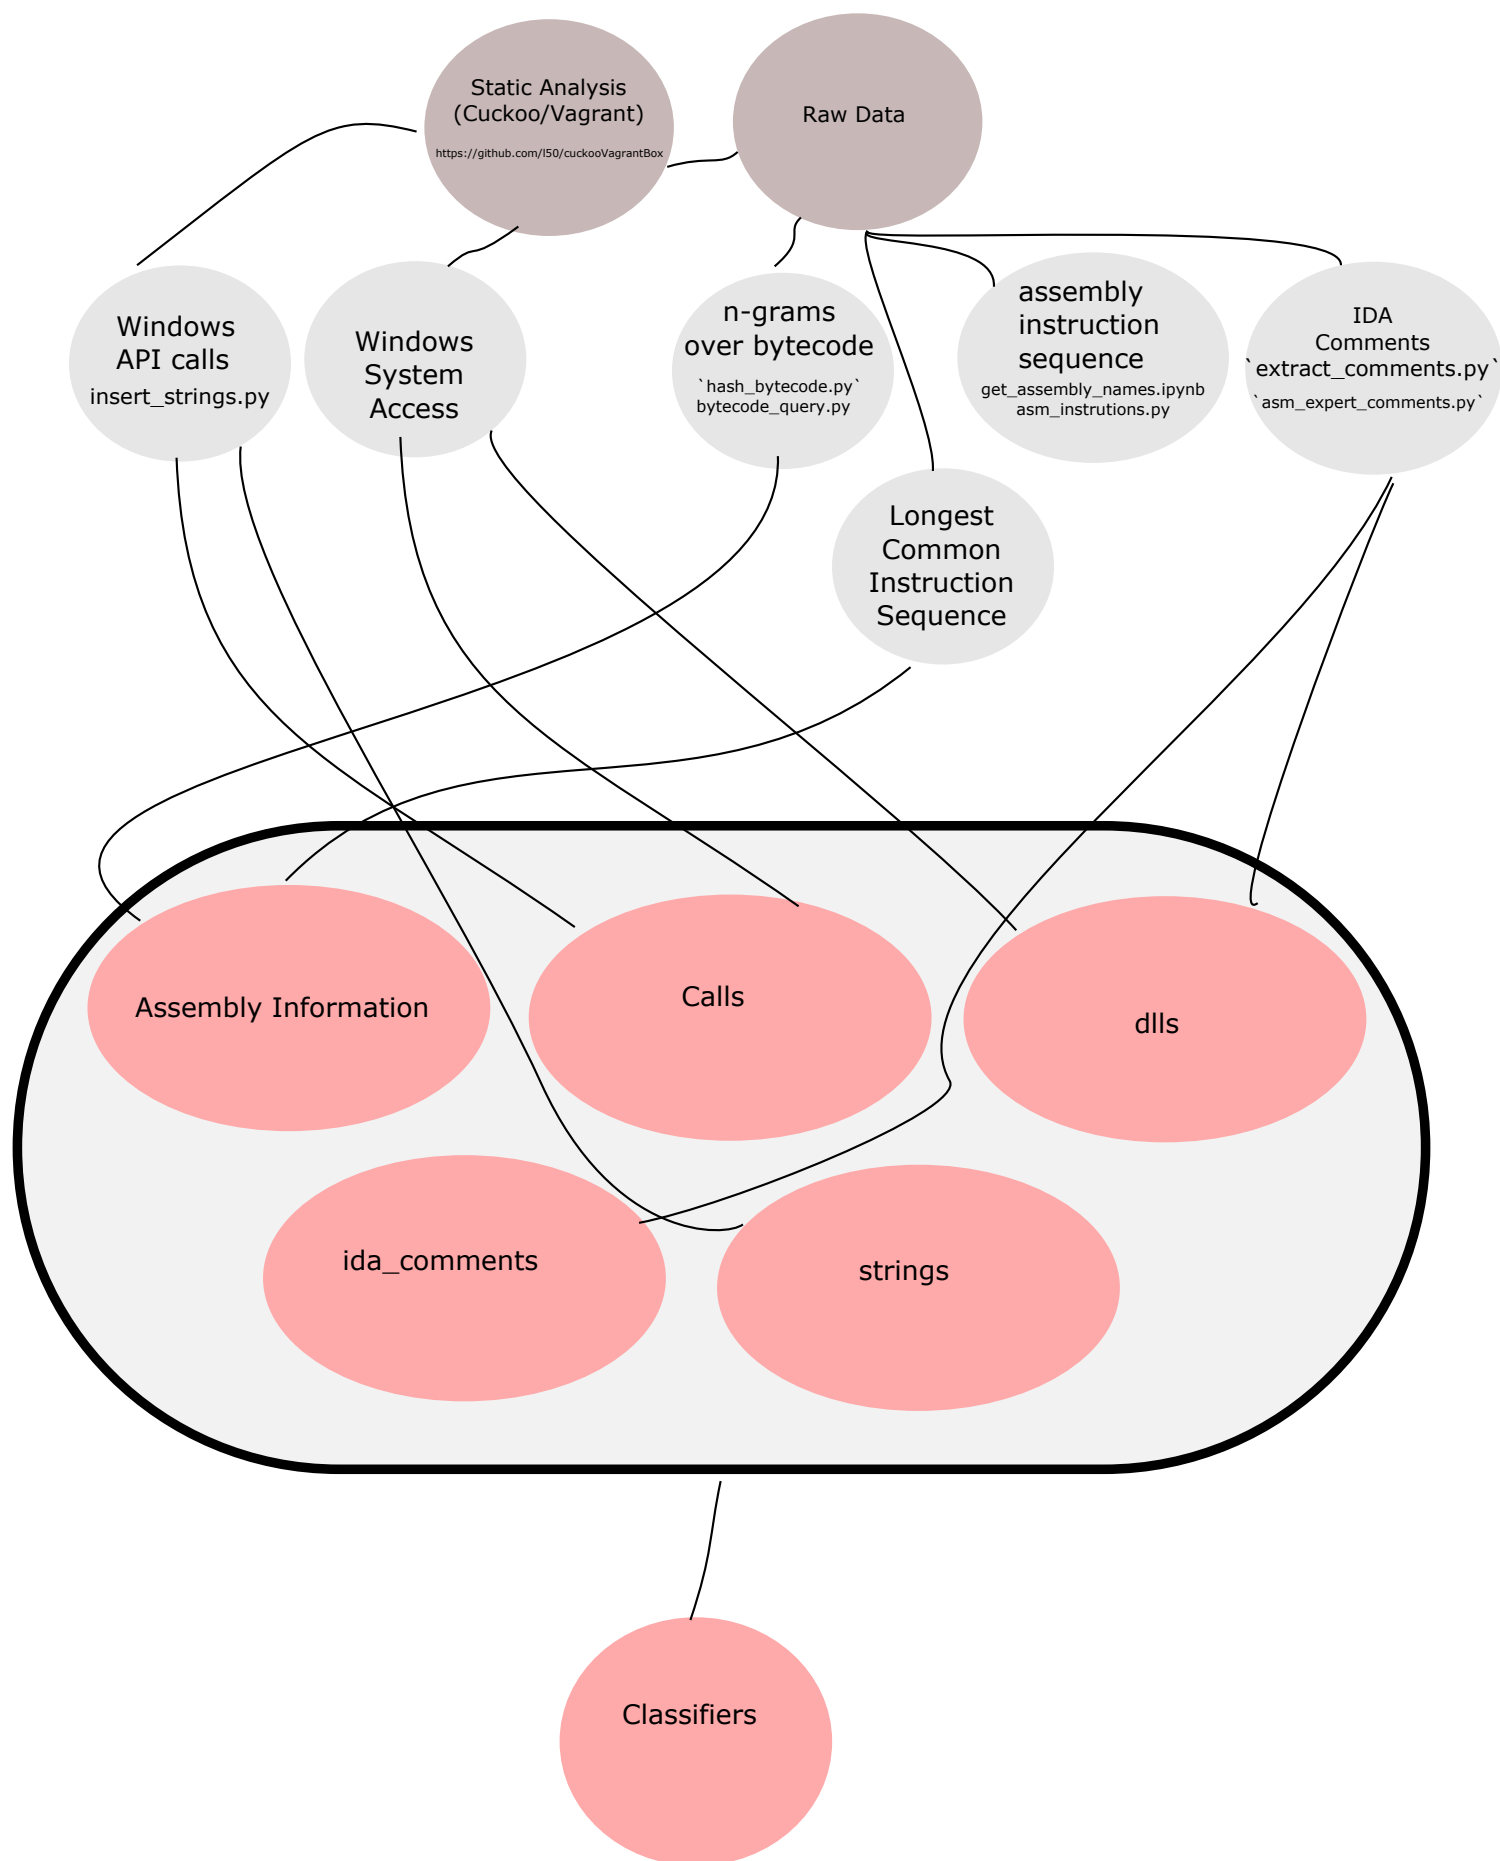 Static Analysis
(Cuckoo/Vagrant)
https://github.com/l50/cuckooVagrantBox
Raw Data
Windows
API calls
insert_strings.py
Windows
System
Access
n-grams
over bytecode
`hash_bytecode.py`
bytecode_query.py
assembly
instruction
sequence
get_assembly_names.ipynb
asm_instrutions.py
IDA
Comments
`extract_comments.py`
`asm_expert_comments.py`
Longest
Common
Instruction
Sequence
Assembly Information
Calls
dlls
ida_comments
strings
Classifiers